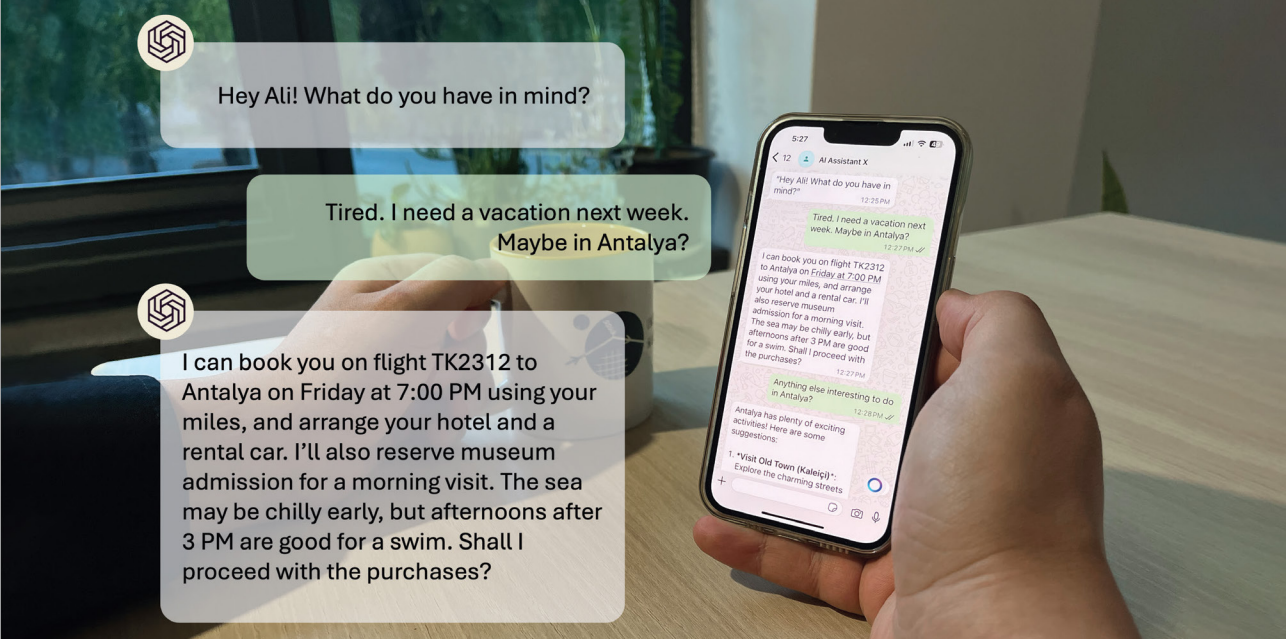 Hey Ali! What do you have in mind?
Tired. I need a vacation next week.
Maybe in Antalya?
I can book you on flight TK2312 to
Antalya on Friday at 7:00 PM using your
miles, and arrange your hotel and a
rental car. I’ll also reserve museum
admission for a morning visit. The sea
may be chilly early, but afternoons after
3 PM are good for a swim. Shall I
proceed with the purchases?
5:27
12
AI Assistant X
"Hey Ali! What do you have in
mind?"
12:25 PM
Tired. I need a vacation next
week. Maybe in Antalya?
12:27 PM
I can book you on flight TK2312
to Antalya on Friday at 7:00 PM
using your miles, and arrange
your hotel and a rental car. I'll
also reserve museum
admission for a morning visit.
The sea may be chilly early, but
afternoons after 3 PM are good
for a swim. Shall I proceed with
the purchases?
12:27 PM
Anything else interesting to do
in Antalya?
12:28 PM
Antalya has plenty of exciting
activities! Here are some
suggestions:
1. *Visit Old Town (Kaleiçi)*:
Explore the charming streets